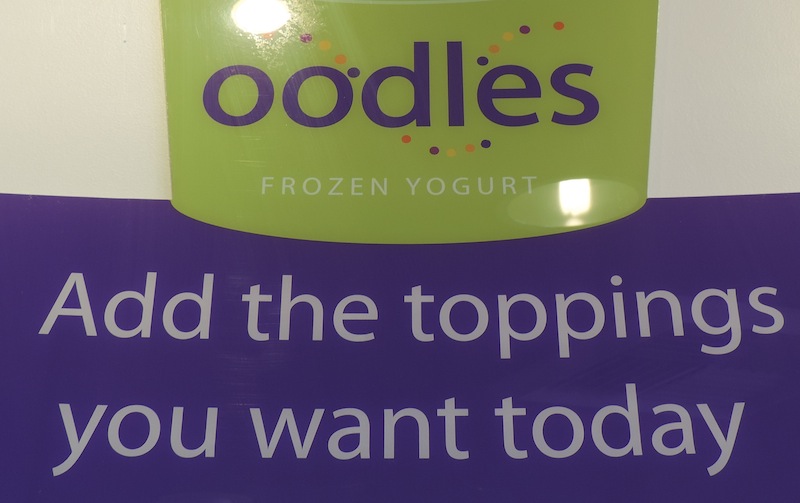 oodles
FROZEN YOGURT
Add the toppings
you want today